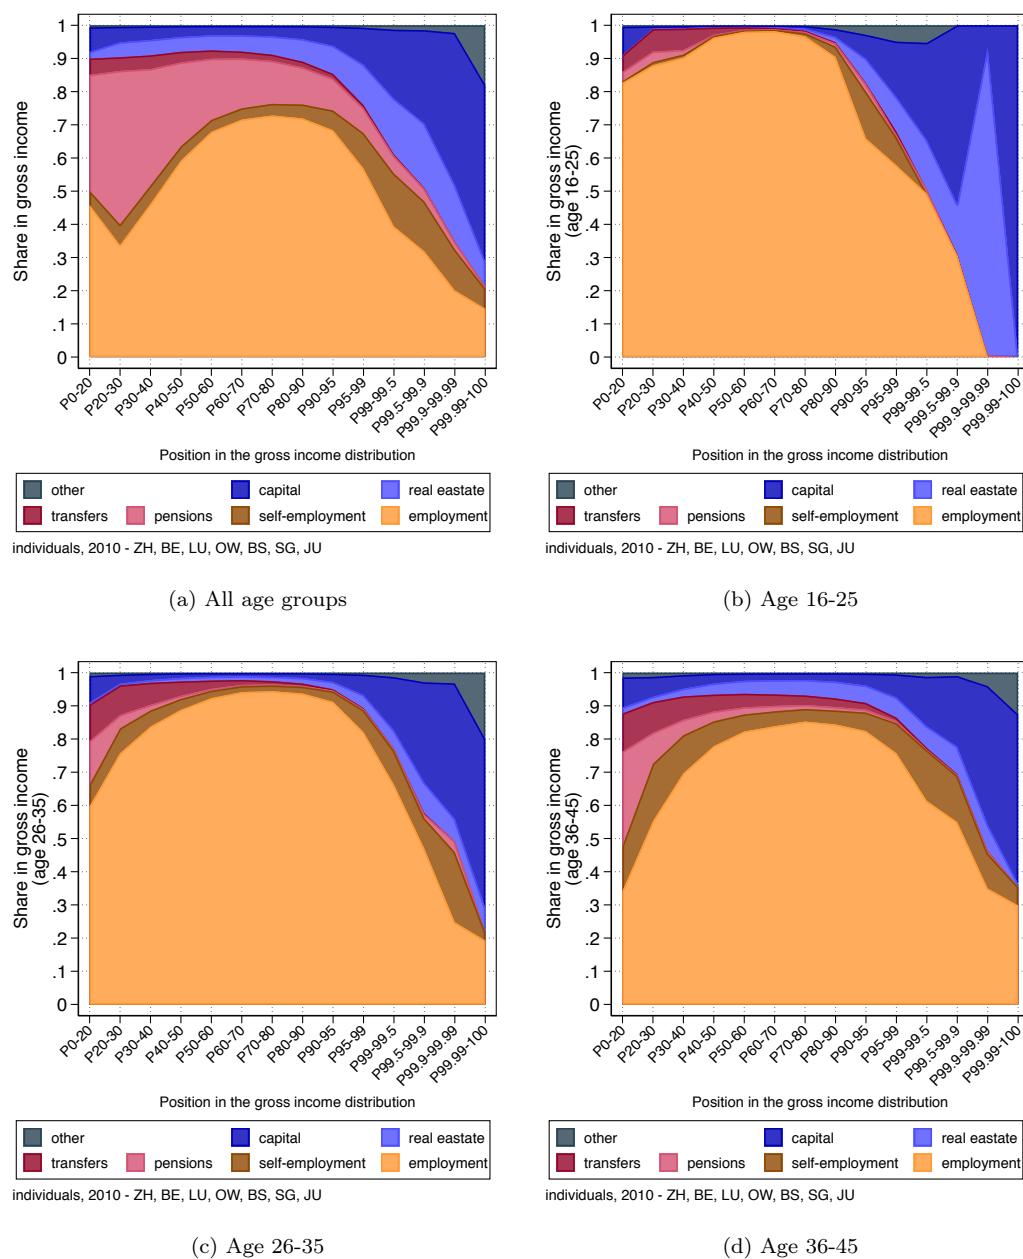 Share in gross income
1
.9
.8
.7
.6
.5
.4
.3
.2
.1
0
P0-20
P20-30
P30-40
P40-50
P50-60
P60-70
P70-80
P80-90
P90-95
P95-99
P99-99.5
P99.5-99.9
P99.9-99.99
P99.99-100
Position in the gross income distribution
other capital real eastate
transfers pensions self-employment employment
individuals, 2010 - ZH, BE, LU, OW, BS, SG, JU
(a) All age groups
Share in gross income
(age 16-25)
1
.9
.8
.7
.6
.5
.4
.3
.2
.1
0
P0-20
P20-30
P30-40
P40-50
P50-60
P60-70
P70-80
P80-90
P90-95
P95-99
P99-99.5
P99.5-99.9
P99.9-99.99
P99.99-100
Position in the gross income distribution
other capital real eastate
transfers pensions self-employment employment
individuals, 2010 - ZH, BE, LU, OW, BS, SG, JU
(b) Age 16-25
Share in gross income
(age 26-35)
1
.9
.8
.7
.6
.5
.4
.3
.2
.1
0
P0-20
P20-30
P30-40
P40-50
P50-60
P60-70
P70-80
P80-90
P90-95
P95-99
P99-99.5
P99.5-99.9
P99.9-99.99
P99.99-100
Position in the gross income distribution
other capital real eastate
transfers pensions self-employment employment
individuals, 2010 - ZH, BE, LU, OW, BS, SG, JU
(c) Age 26-35
Share in gross income
(age 36-45)
1
.9
.8
.7
.6
.5
.4
.3
.2
.1
0
P0-20
P20-30
P30-40
P40-50
P50-60
P60-70
P70-80
P80-90
P90-95
P95-99
P99-99.5
P99.5-99.9
P99.9-99.99
P99.99-100
Position in the gross income distribution
other capital real eastate
transfers pensions self-employment employment
individuals, 2010 - ZH, BE, LU, OW, BS, SG, JU
(d) Age 36-45